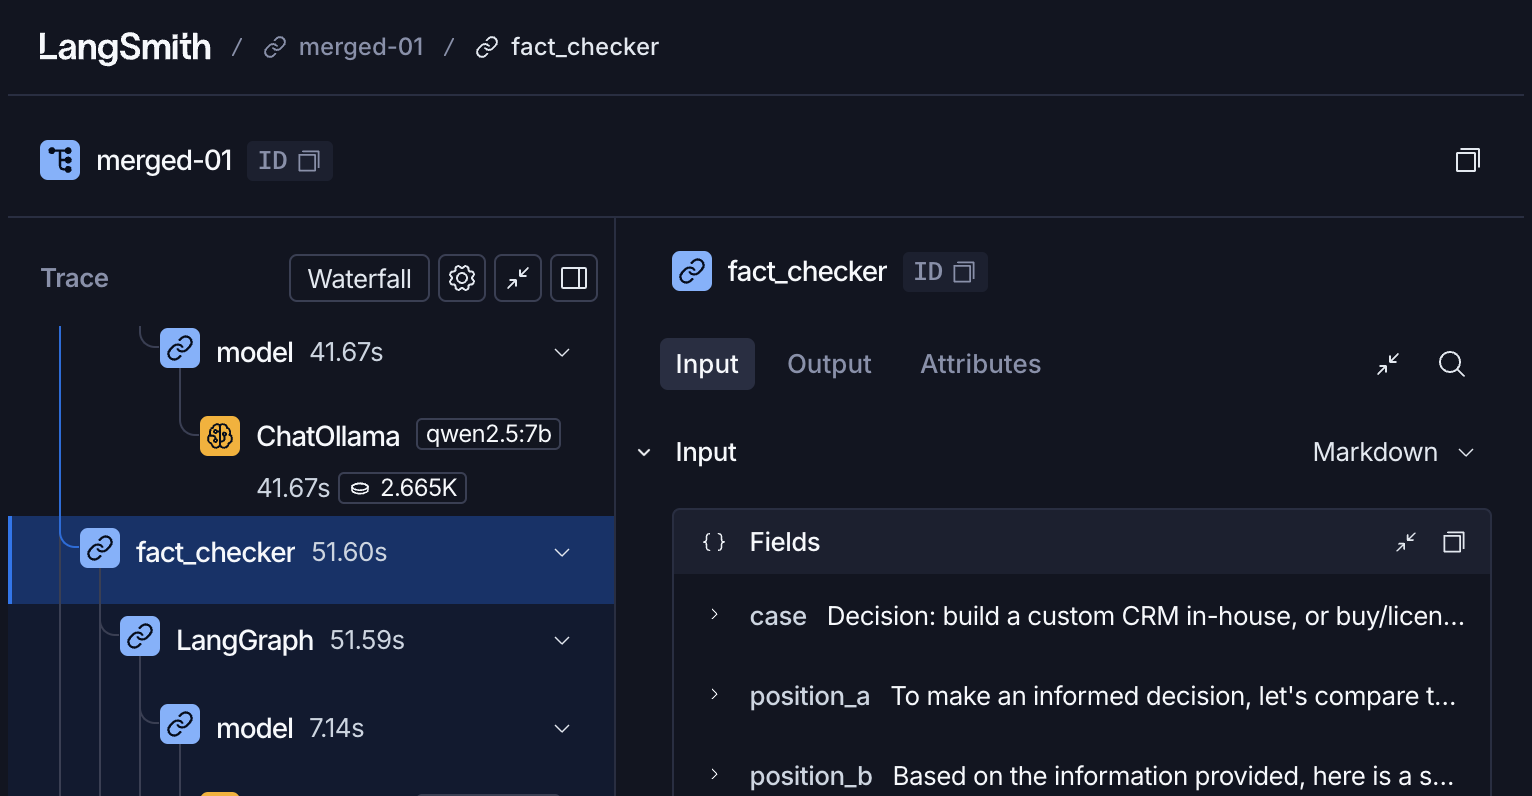 LangSmith / merged-01 / fact_checker
merged-01 ID
Trace Waterfall
model 41.67s
ChatOllama qwen2.5:7b
41.67s 2.665K
fact_checker 51.60s
LangGraph 51.59s
model 7.14s
fact_checker ID
Input Output Attributes
Input Markdown
{} Fields
case Decision: build a custom CRM in-house, or buy/licen...
position_a To make an informed decision, let's compare t...
position_b Based on the information provided, here is a s...